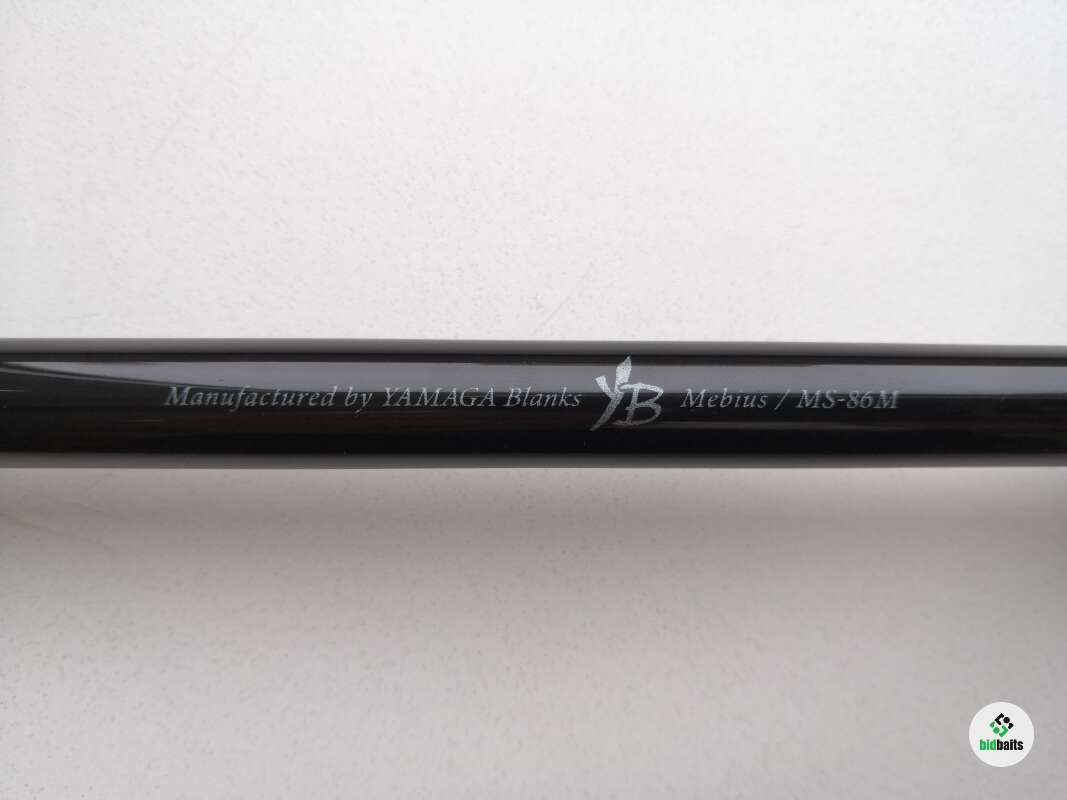 Manufactured by YAMAGA Blanks YB Mebius / MS-86M
bidbaits